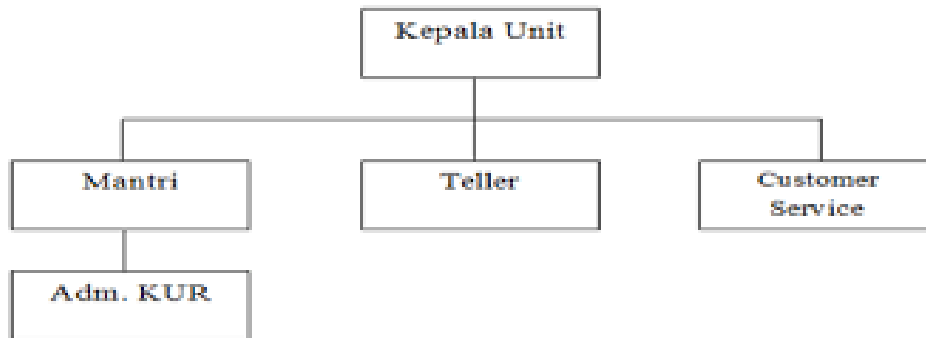 Kepala Unit
Mantri
Teller
Customer
Service
Adm. KUR